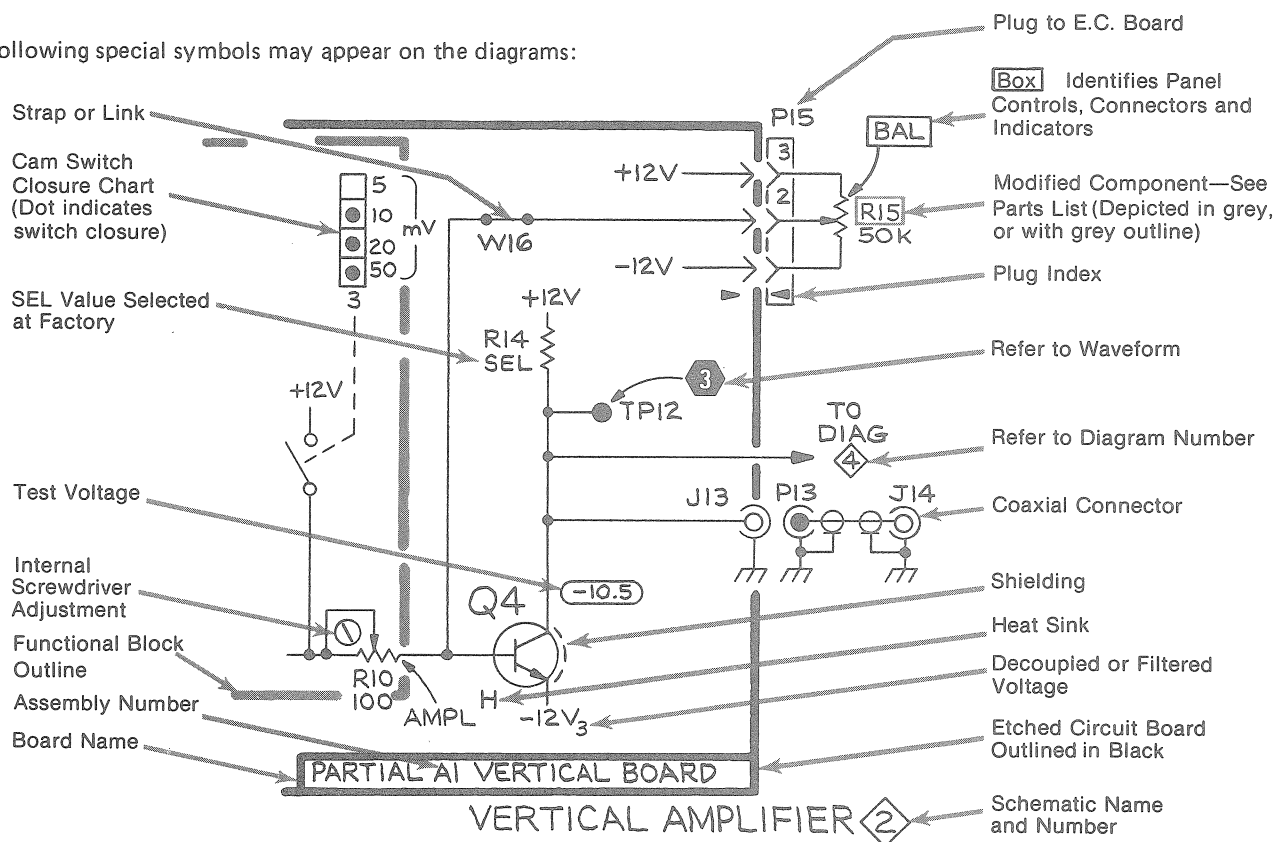 ollowing special symbols may appear on the diagrams:
Strap or Link
Cam Switch
Closure Chart
(Dot indicates
switch closure)
SEL Value Selected
at Factory
Test Voltage
Internal
Screwdriver
Adjustment
Functional Block
Outline
Assembly Number
Board Name
5
10
20
50
mV
3
+12V
W16
+12V
-12V
+12V
R14
SEL
3
TP12
TO
DIAG
4
J13
P13
J14
-10.5
Q4
R10
100
AMPL
H
-12V3
P15
3
2
1
BAL
R15
50K
PARTIAL A1 VERTICAL BOARD
VERTICAL AMPLIFIER 2
Plug to E.C. Board
Box Identifies Panel
Controls, Connectors and
Indicators
Modified Component—See
Parts List (Depicted in grey,
or with grey outline)
Plug Index
Refer to Waveform
Refer to Diagram Number
Coaxial Connector
Shielding
Heat Sink
Decoupled or Filtered
Voltage
Etched Circuit Board
Outlined in Black
Schematic Name
and Number